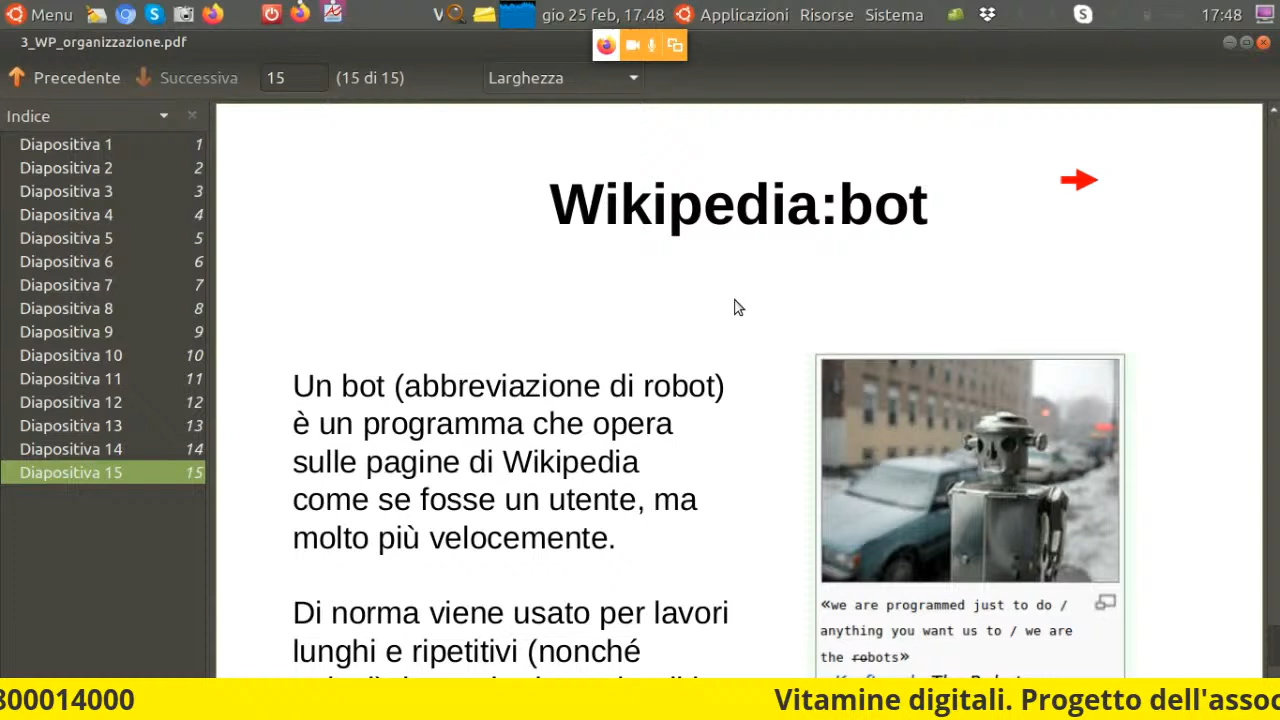 Menu
gio 25 feb, 17.48
Applicazioni Risorse Sistema
17:48
3_WP_organizzazione.pdf
Precedente Successiva 15 (15 di 15) Larghezza
Indice
Diapositiva 1 1
Diapositiva 2 2
Diapositiva 3 3
Diapositiva 4 4
Diapositiva 5 5
Diapositiva 6 6
Diapositiva 7 7
Diapositiva 8 8
Diapositiva 9 9
Diapositiva 10 10
Diapositiva 11 11
Diapositiva 12 12
Diapositiva 13 13
Diapositiva 14 14
Diapositiva 15 15
Wikipedia:bot
Un bot (abbreviazione di robot)
è un programma che opera
sulle pagine di Wikipedia
come se fosse un utente, ma
molto più velocemente.
Di norma viene usato per lavori
lunghi e ripetitivi (nonché
«we are programmed just to do /
anything you want us to / we are
the robots»
300014000
Vitamine digitali. Progetto dell'assoc